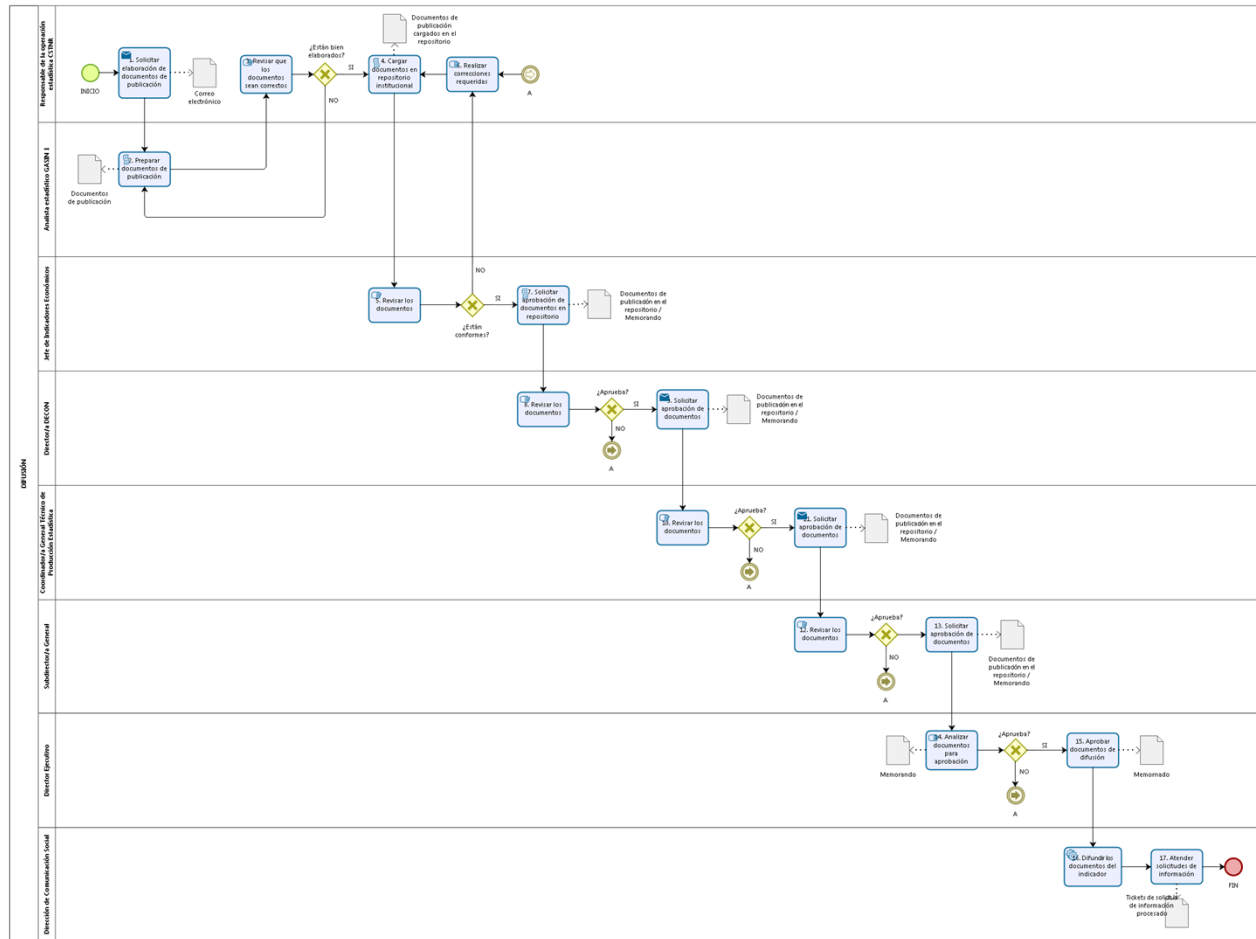 DIFUSIÓN
Responsable de la operación
estadística CSTNR
INICIO
1. Solicitar
elaboración de
documentos de
publicación
Correo
electrónico
3. Revisar que
los
documentos
sean correctos
¿Están bien
elaborados?
SI
NO
4. Cargar
documentos en
repositorio
institucional
Documentos de
publicación
cargados en el
repositorio
6. Realizar
correcciones
requeridas
A
Analista estadístico GASIN 1
2. Preparar
documentos de
publicación
Documentos
de publicación
Jefe de Indicadores Económicos
5. Revisar los
documentos
NO
SI
¿Están
conformes?
7. Solicitar
aprobación de
documentos en
repositorio
Documentos de
publicación en el
repositorio /
Memorando
Director/a DECON
8. Revisar los
documentos
¿Aprueba?
SI
NO
A
9. Solicitar
aprobación de
documentos
Documentos de
publicación en el
repositorio /
Memorando
Coordinador/a General Técnico de
Producción Estadística
10. Revisar los
documentos
¿Aprueba?
SI
NO
A
11. Solicitar
aprobación de
documentos
Documentos de
publicación en el
repositorio /
Memorando
Subdirector/a General
12. Revisar los
documentos
¿Aprueba?
NO
A
13. Solicitar
aprobación de
documentos
Documentos de
publicación en el
repositorio /
Memorando
Director Ejecutivo
Memorando
14. Analizar
documentos
para
aprobación
¿Aprueba?
SI
NO
A
15. Aprobar
documentos de
difusión
Memornado
Dirección de Comunicación Social
16. Difundir los
documentos del
indicador
17. Atender
solicitudes de
información
FIN
Tickets de solicitud
de información
procesado